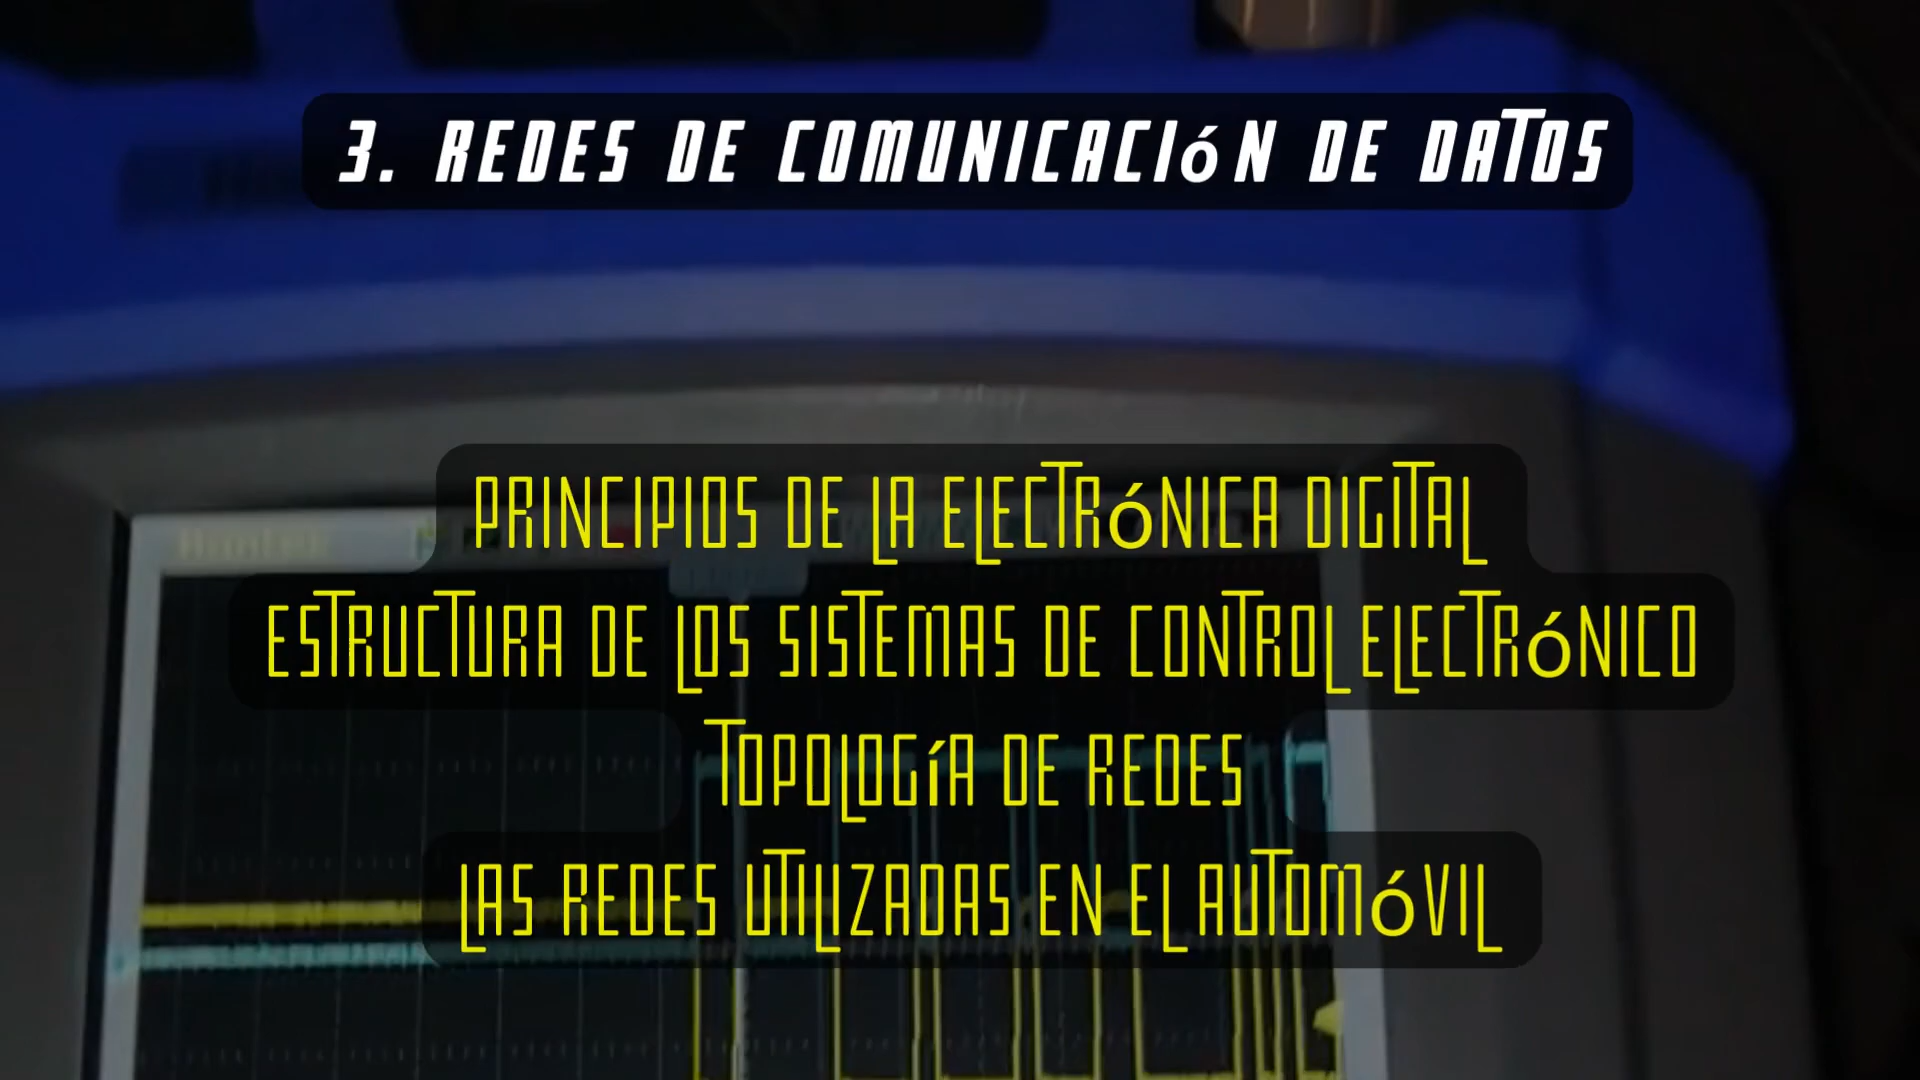 3. REDES DE COMUNICACIÓN DE DATOS
PRINCIPIOS DE LA ELECTRÓNICA DIGITAL
ESTRUCTURA DE LOS SISTEMAS DE CONTROL ELECTRÓNICO
TOPOLOGÍA DE REDES
LAS REDES UTILIZADAS EN EL AUTOMÓVIL